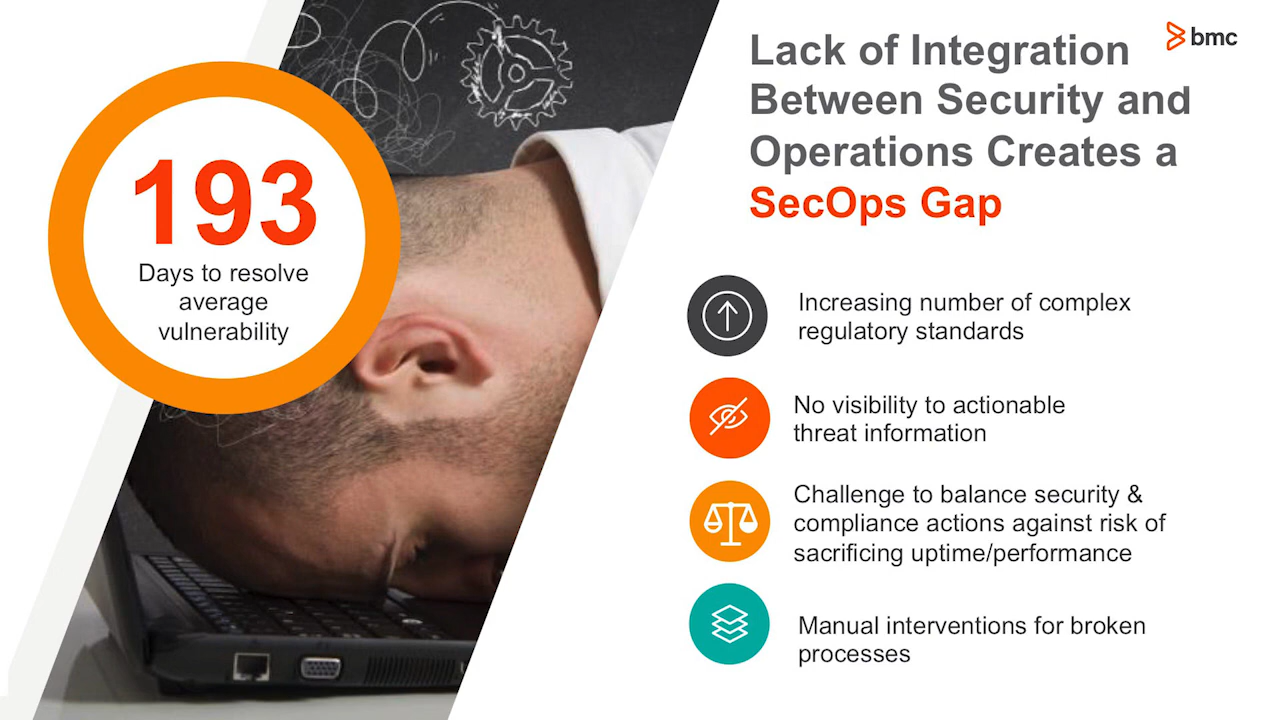 Lack of Integration
Between Security and
Operations Creates a
SecOps Gap
bmc
193
Days to resolve
average
vulnerability
Increasing number of complex
regulatory standards
No visibility to actionable
threat information
Challenge to balance security &
compliance actions against risk of
sacrificing uptime/performance
Manual interventions for broken
processes